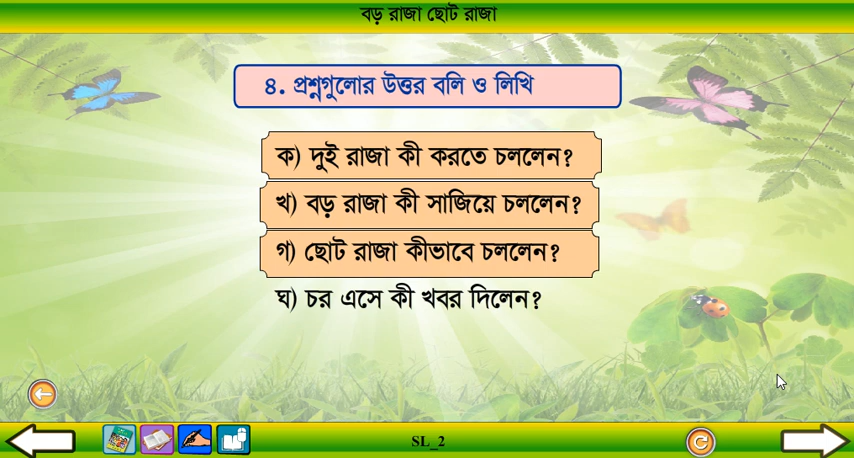 বড় রাজা ছোট রাজা
৪. প্রশ্নগুলোর উত্তর বলি ও লিখি
ক) দুই রাজা কী করতে চললেন?
খ) বড় রাজা কী সাজিয়ে চললেন?
গ) ছোট রাজা কীভাবে চললেন?
ঘ) চর এসে কী খবর দিলেন?
SL_2